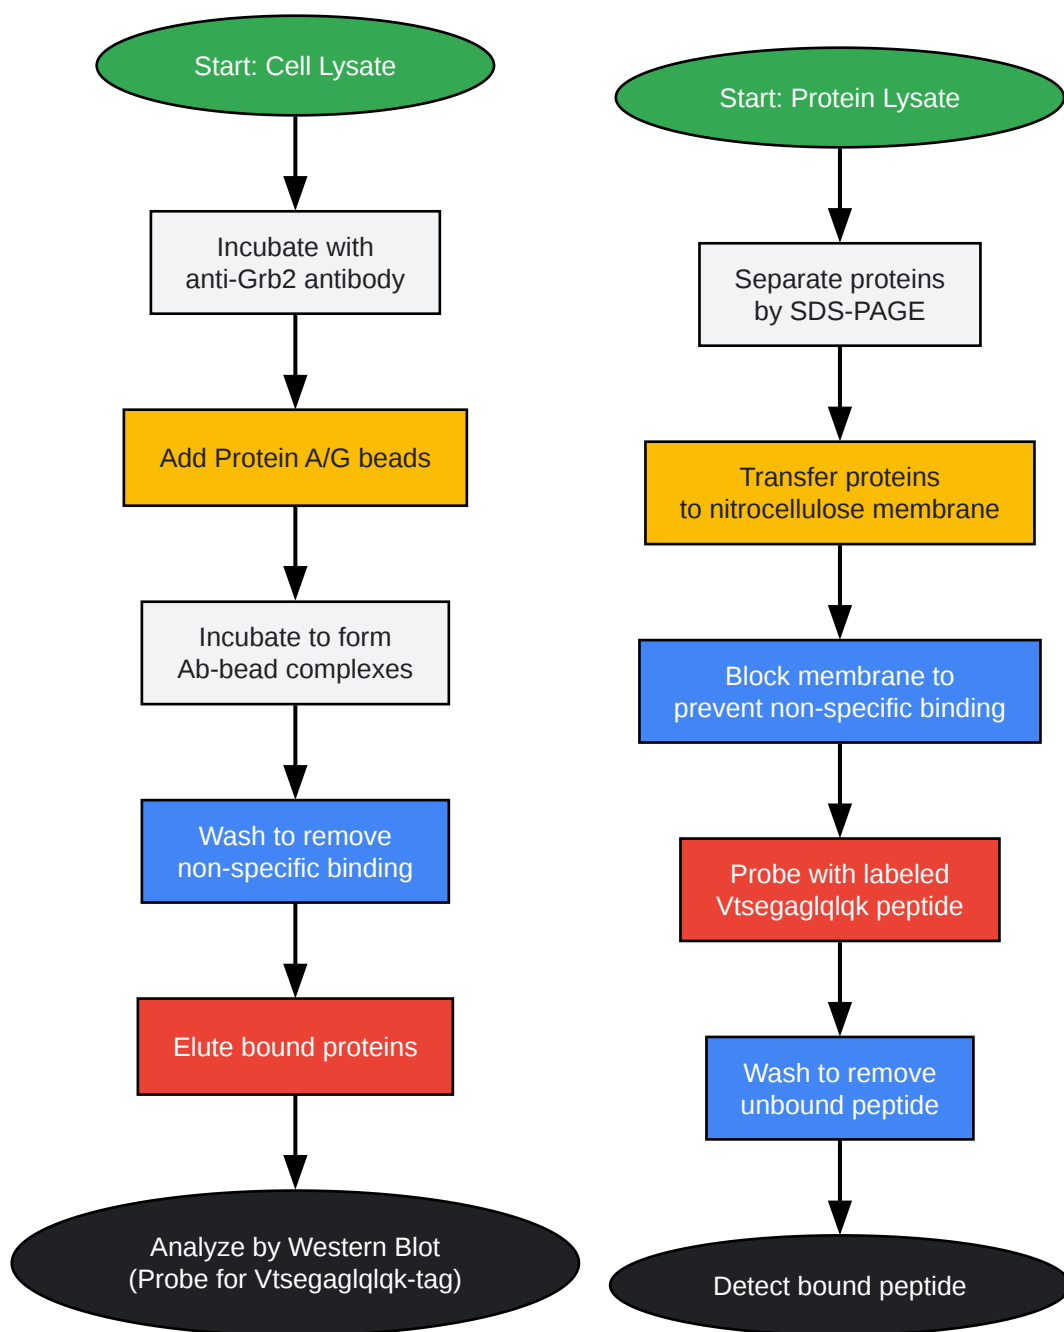 Start: Cell Lysate
Incubate with
anti-Grb2 antibody
Add Protein A/G beads
Incubate to form
Ab-bead complexes
Wash to remove
non-specific binding
Elute bound proteins
Analyze by Western Blot
(Probe for Vtsegaglqlqk-tag)
Start: Protein Lysate
Separate proteins
by SDS-PAGE
Transfer proteins
to nitrocellulose membrane
Block membrane to
prevent non-specific binding
Probe with labeled
Vtsegaglqlqk peptide
Wash to remove
unbound peptide
Detect bound peptide